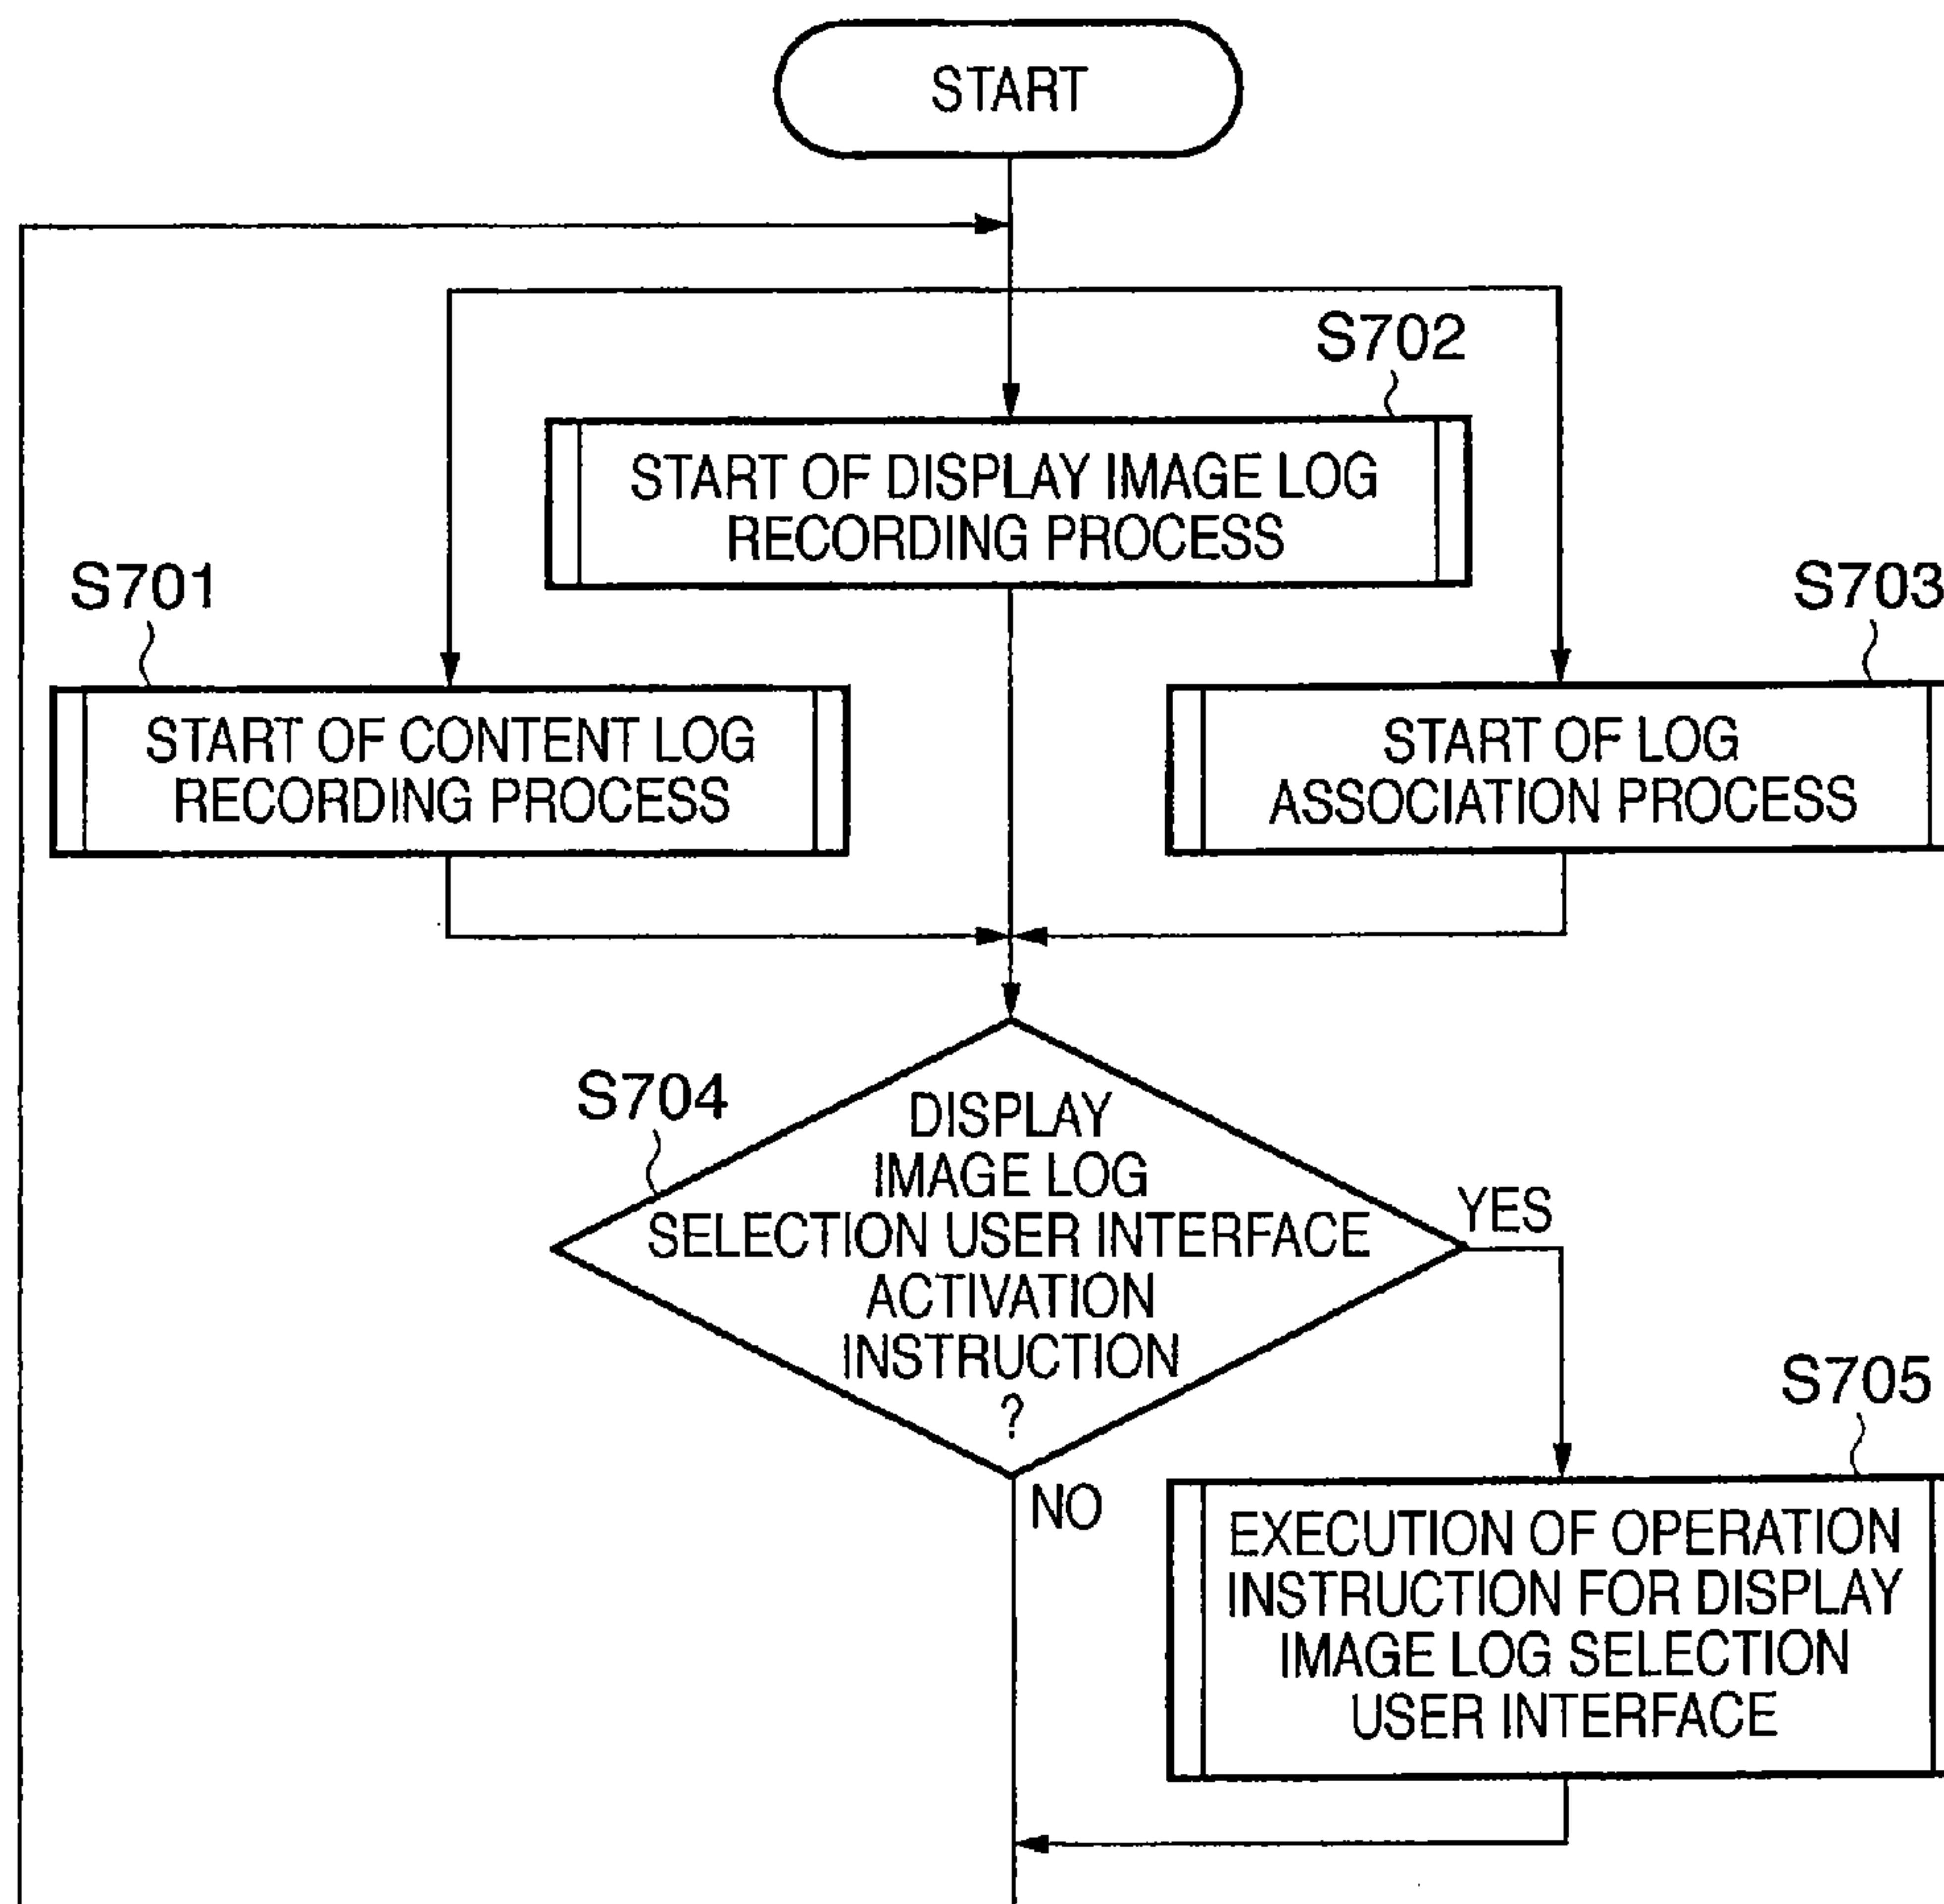 START
S702
START OF DISPLAY IMAGE LOG
RECORDING PROCESS
S701
START OF CONTENT LOG
RECORDING PROCESS
S703
START OF LOG
ASSOCIATION PROCESS
S704
DISPLAY
IMAGE LOG
SELECTION USER INTERFACE
ACTIVATION
INSTRUCTION
?
YES
NO
S705
EXECUTION OF OPERATION
INSTRUCTION FOR DISPLAY
IMAGE LOG SELECTION
USER INTERFACE